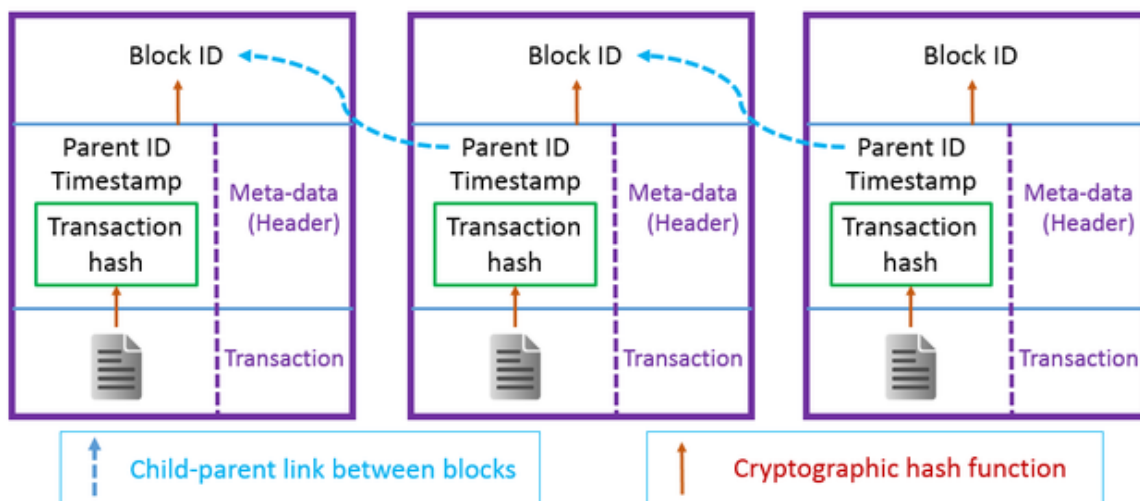 Block ID
Parent ID
Timestamp
Transaction
hash
Meta-data
(Header)
Transaction
Block ID
Parent ID
Timestamp
Transaction
hash
Meta-data
(Header)
Transaction
Block ID
Parent ID
Timestamp
Transaction
hash
Meta-data
(Header)
Transaction
Child-parent link between blocks
Cryptographic hash function